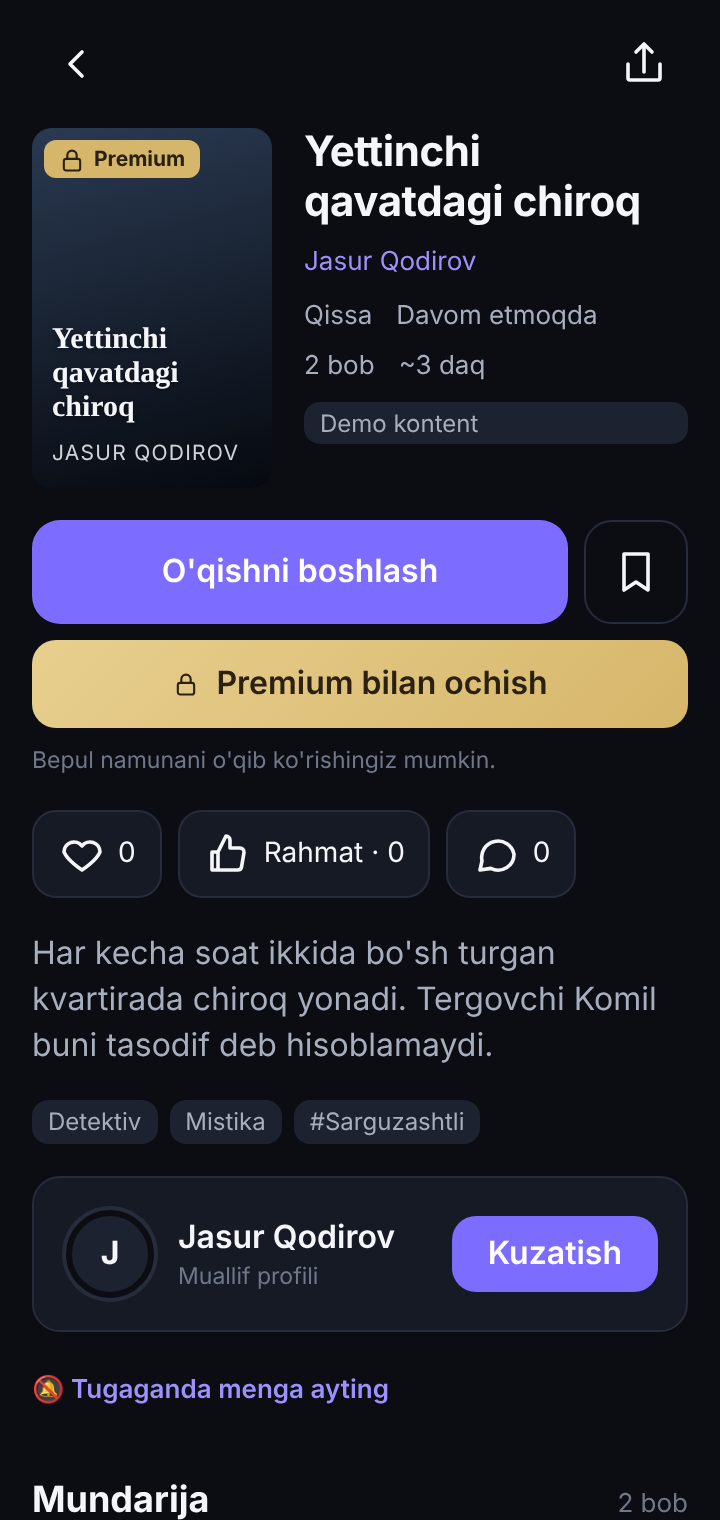 Premium
Yettinchi
qavatdagi
chiroq
JASUR QODIROV
Yettinchi
qavatdagi chiroq
Jasur Qodirov
Qissa Davom etmoqda
2 bob ~3 daq
Demo kontent
O'qishni boshlash
Premium bilan ochish
Bepul namunani o'qib ko'rishingiz mumkin.
0 Rahmat · 0 0
Har kecha soat ikkida bo'sh turgan
kvartirada chiroq yonadi. Tergovchi Komil
buni tasodif deb hisoblamaydi.
Detektiv Mistika #Sarguzashtli
J
Jasur Qodirov
Muallif profili
Kuzatish
Tugaganda menga ayting
Mundarija 2 bob